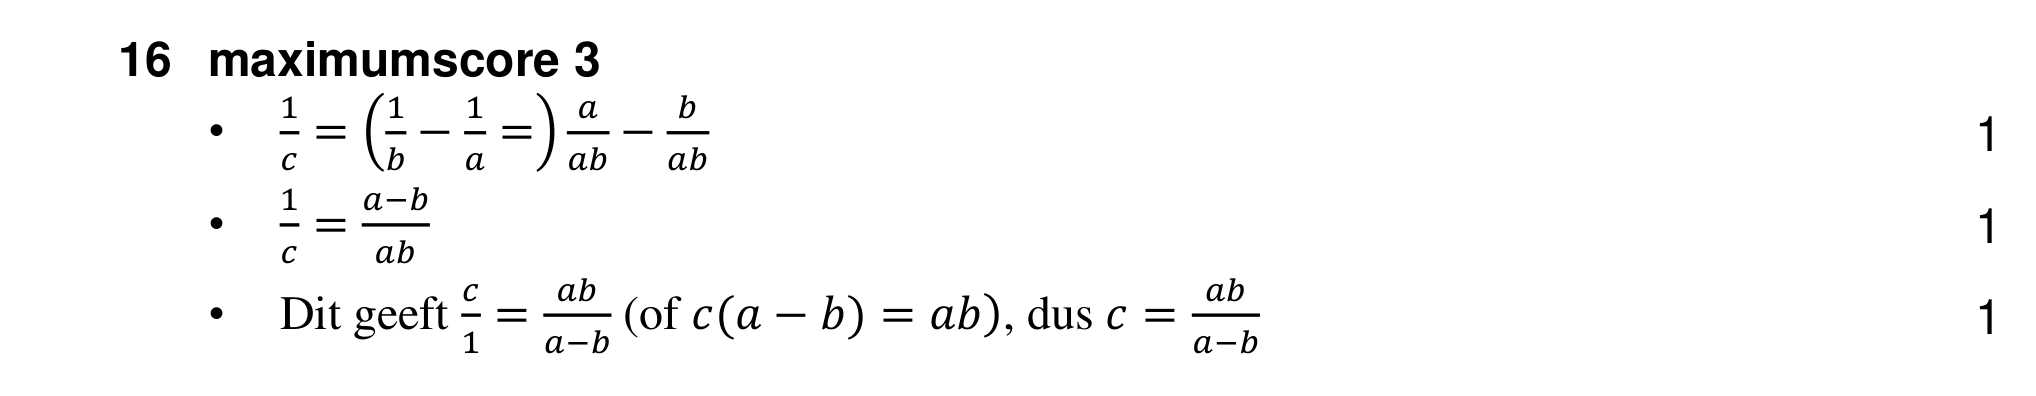 16 maximumscore 3
• 1/c = (1/b − 1/a =) a/ab − b/ab 1
• 1/c = a−b/ab 1
• Dit geeft c/1 = ab/a−b (of c(a − b) = ab), dus c = ab/a−b 1